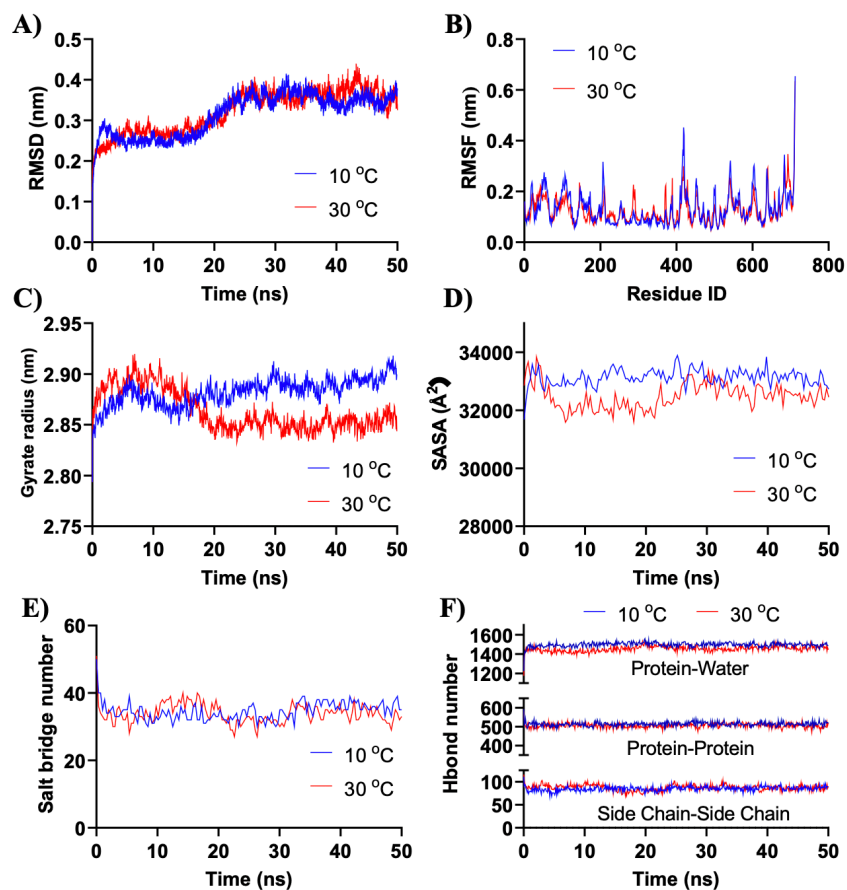 A)
RMSD (nm)
0.5
0.4
0.3
0.2
0.1
0.0
10 °C
30 °C
0 10 20 30 40 50
Time (ns)
B)
RMSF (nm)
0.8
0.6
0.4
0.2
0.0
10 °C
30 °C
0 200 400 600 800
Residue ID
C)
Gyrate radius (nm)
2.95
2.90
2.85
2.80
2.75
10 °C
30 °C
0 10 20 30 40 50
Time (ns)
D)
SASA (Å²)
34000
32000
30000
28000
10 °C
30 °C
0 10 20 30 40 50
Time (ns)
E)
Salt bridge number
60
40
20
0
10 °C
30 °C
0 10 20 30 40 50
Time (ns)
F)
10 °C 30 °C
Hbond number
1600
1400
Protein-Water
600
500
400
Protein-Protein
100
50
0
Side Chain-Side Chain
0 10 20 30 40 50
Time (ns)